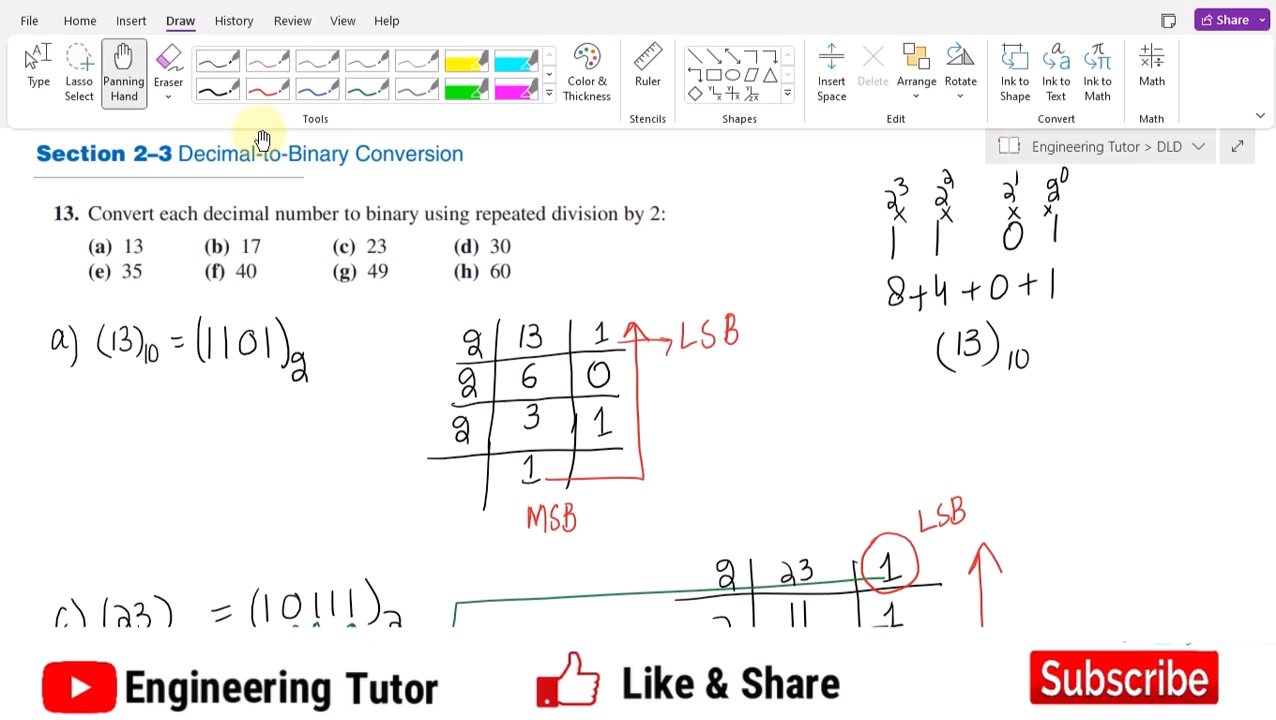 File Home Insert Draw History Review View Help Share
Type Lasso Select Panning Hand Eraser Color & Thickness Ruler Insert Space Delete Arrange Rotate Ink to Shape Ink to Text Ink to Math Math
Tools Stencils Shapes Edit Convert Math
Section 2–3 Decimal-to-Binary Conversion
Engineering Tutor > DLD
13. Convert each decimal number to binary using repeated division by 2:
(a) 13 (b) 17 (c) 23 (d) 30
(e) 35 (f) 40 (g) 49 (h) 60
2³ 2² 2¹ 2⁰
x x x x
1 1 0 1
8+4+0+1
(13)₁₀
a) (13)₁₀ = (1101)₂
2 13 1 → LSB
2 6 0
2 3 1
1
MSB
LSB
2 23 1
c) (23) = (10111)₂
2 11 1
Engineering Tutor Like & Share Subscribe